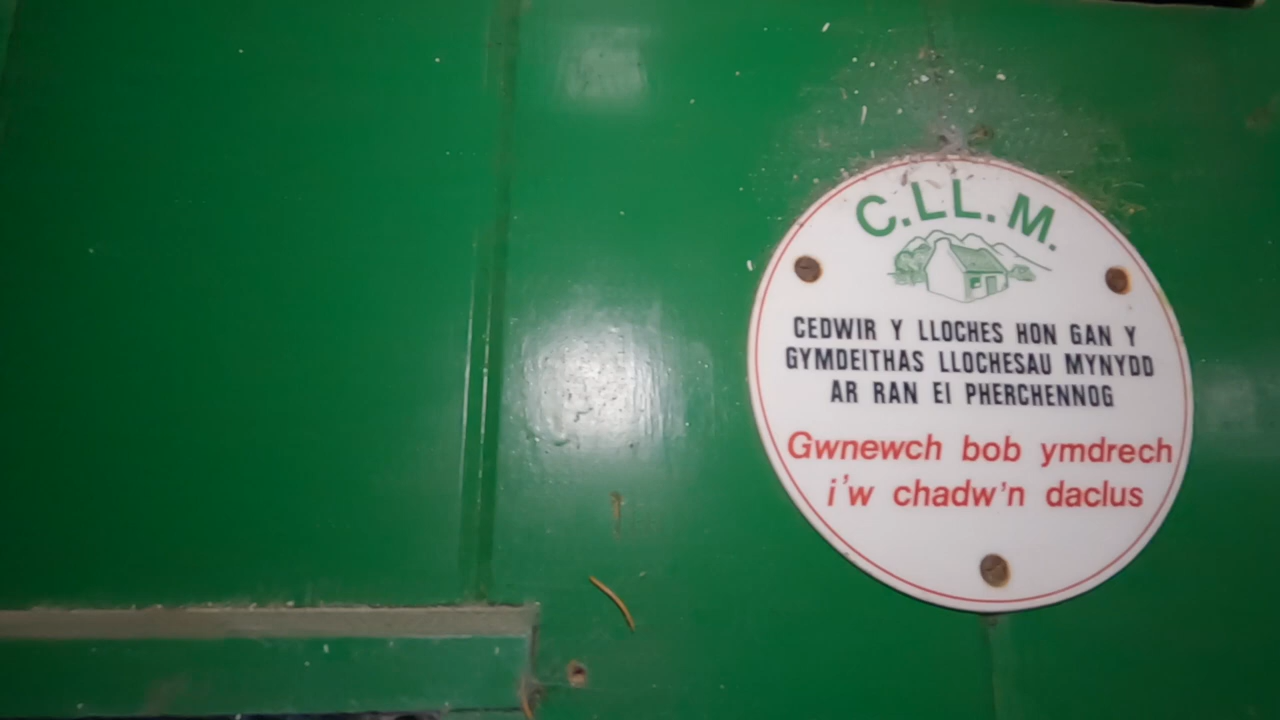 C.LL.M.
CEDWIR Y LLOCHES HON GAN Y
GYMDEITHAS LLOCHESAU MYNYDD
AR RAN EI PHERCHENNOG
Gwnewch bob ymdrech
i'w chadw'n daclus